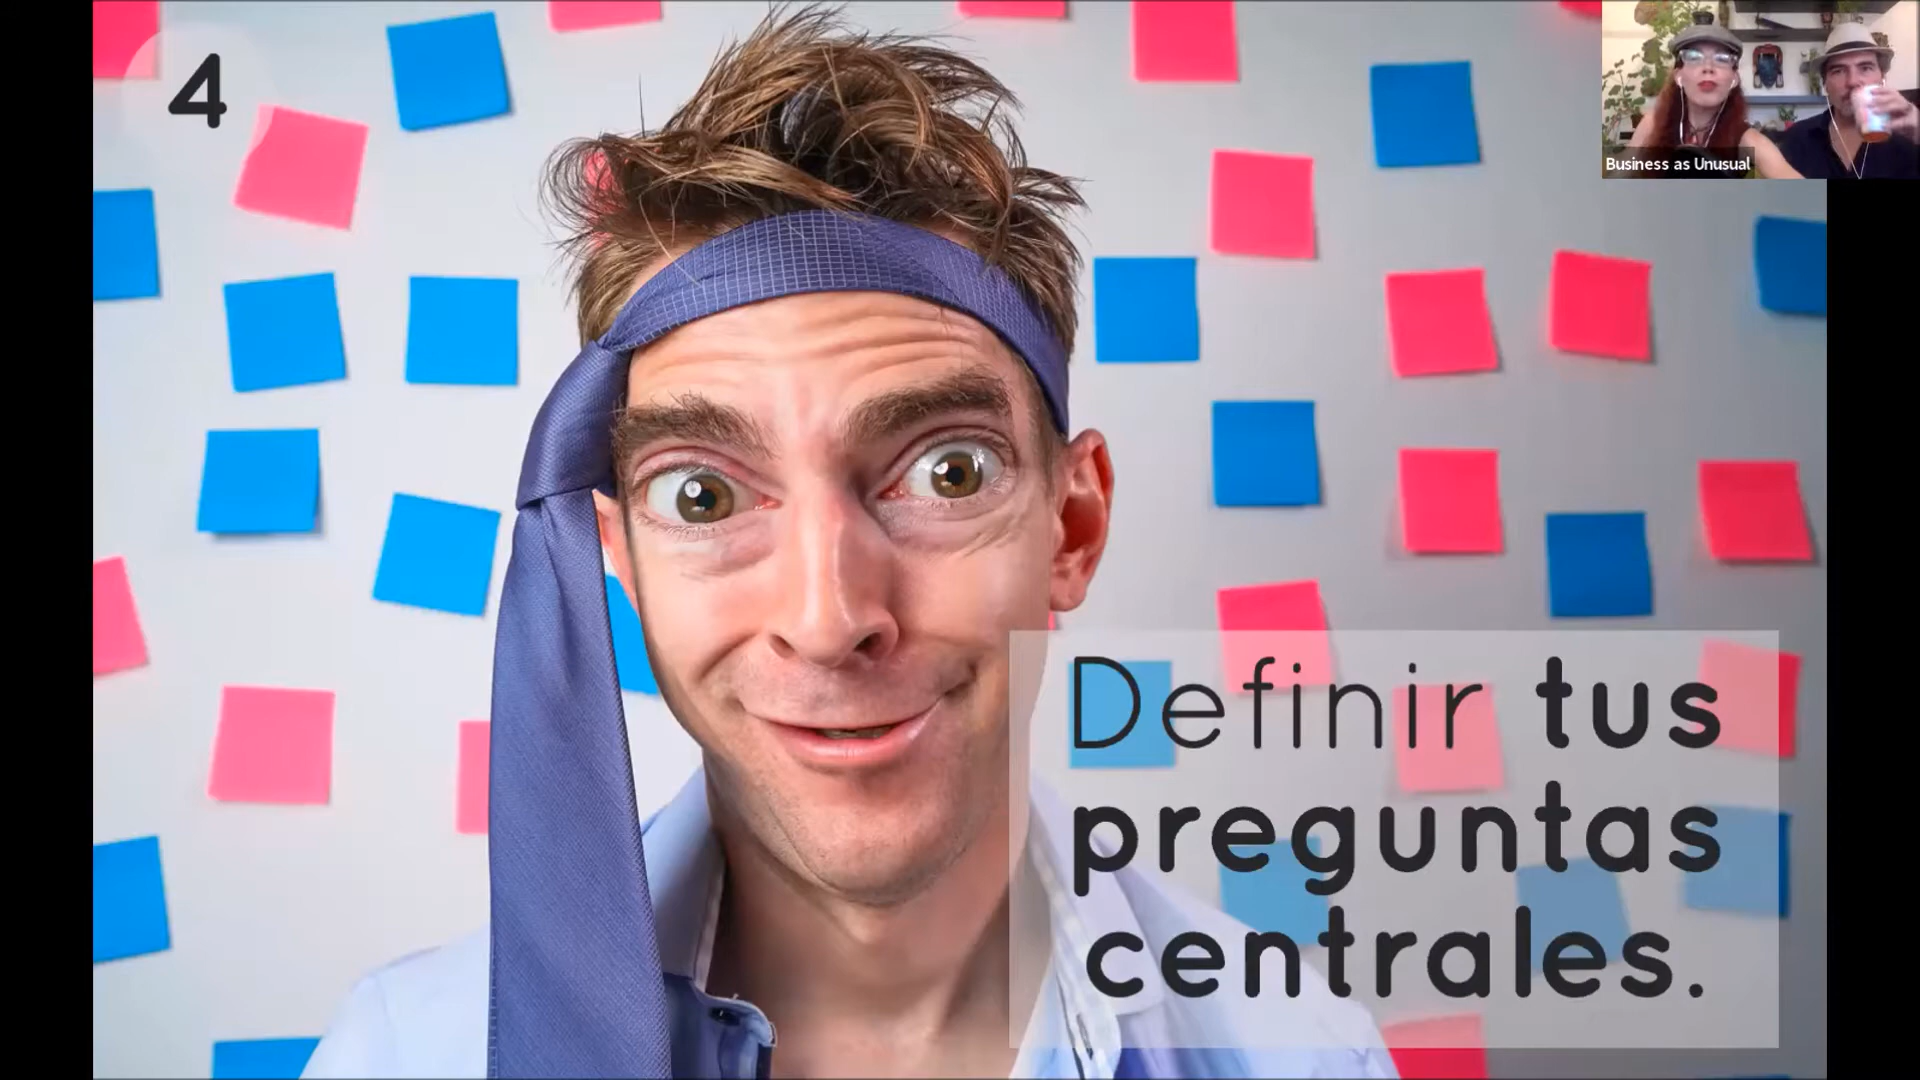 4
Business as Unusual
Definir tus
preguntas
centrales.